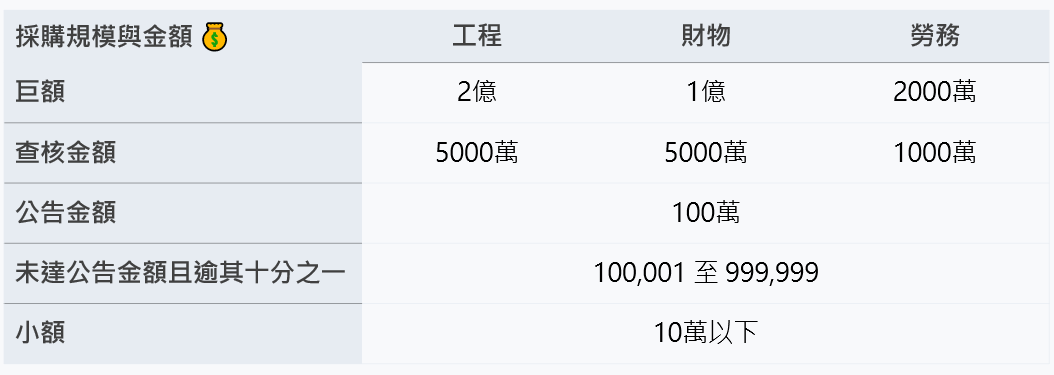 採購規模與金額 💰 工程 財物 勞務
巨額 2億 1億 2000萬
查核金額 5000萬 5000萬 1000萬
公告金額 100萬
未達公告金額且逾其十分之一 100,001 至 999,999
小額 10萬以下